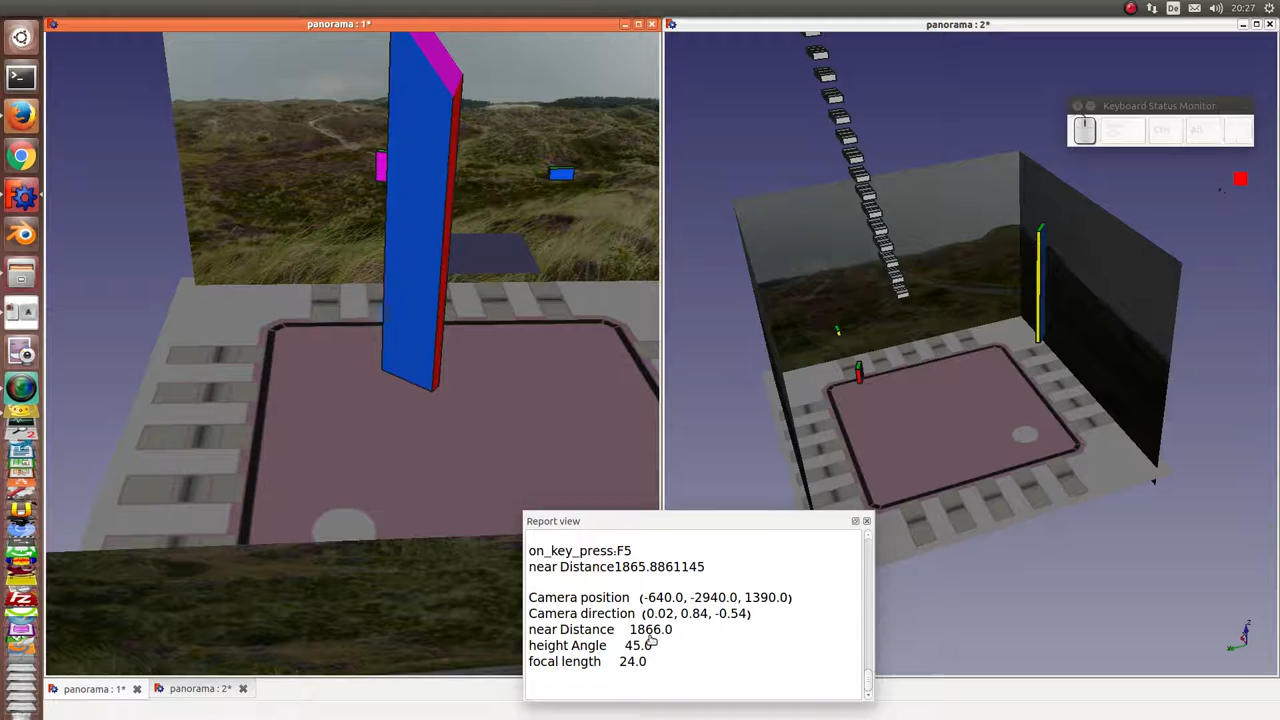 De
20:27
panorama : 1*
panorama : 2*
Keyboard Status Monitor
Report view
on_key_press:F5
near Distance1865.8861145
Camera position (-640.0, -2940.0, 1390.0)
Camera direction (0.02, 0.84, -0.54)
near Distance 1866.0
height Angle 45.0
focal length 24.0
panorama : 1*
panorama : 2*